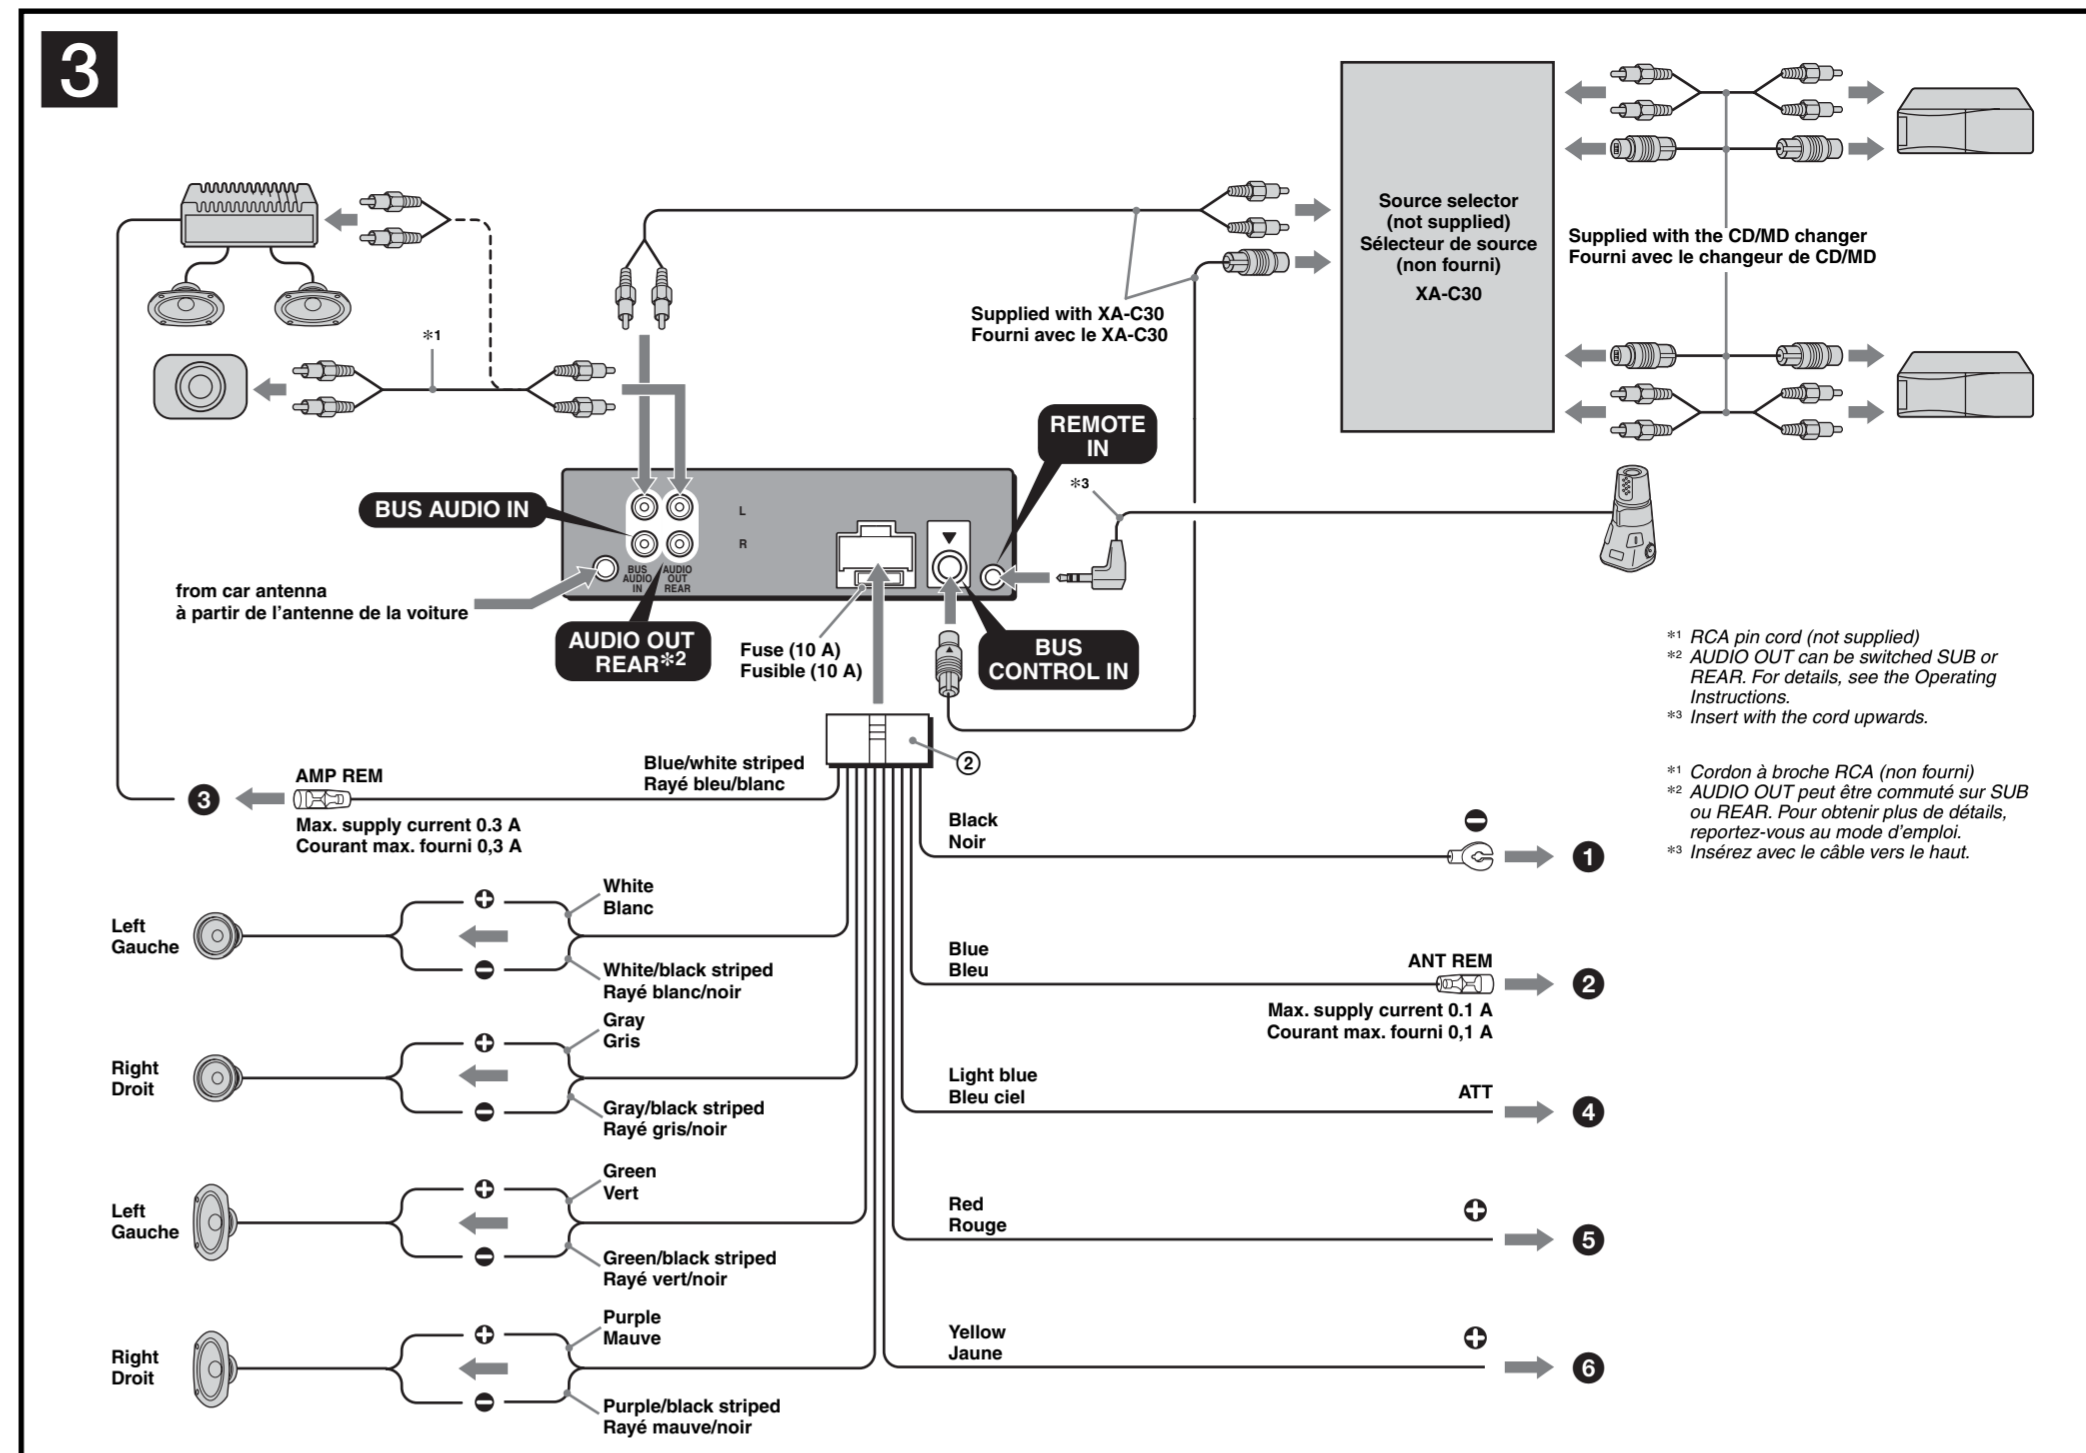 3
Source selector
(not supplied)
Sélecteur de source
(non fourni)
XA-C30
Supplied with the CD/MD changer
Fourni avec le changeur de CD/MD
Supplied with XA-C30
Fourni avec le XA-C30
*1
REMOTE
IN
*3
BUS AUDIO IN
L
R
BUS
AUDIO
IN
AUDIO
OUT
REAR
from car antenna
à partir de l'antenne de la voiture
AUDIO OUT
REAR*2
Fuse (10 A)
Fusible (10 A)
BUS
CONTROL IN
*1 RCA pin cord (not supplied)
*2 AUDIO OUT can be switched SUB or
REAR. For details, see the Operating
Instructions.
*3 Insert with the cord upwards.
*1 Cordon à broche RCA (non fourni)
*2 AUDIO OUT peut être commuté sur SUB
ou REAR. Pour obtenir plus de détails,
reportez-vous au mode d'emploi.
*3 Insérez avec le câble vers le haut.
②
❸
AMP REM
Blue/white striped
Rayé bleu/blanc
Max. supply current 0.3 A
Courant max. fourni 0,3 A
Left
Gauche
+
White
Blanc
−
White/black striped
Rayé blanc/noir
Right
Droit
+
Gray
Gris
−
Gray/black striped
Rayé gris/noir
Left
Gauche
+
Green
Vert
−
Green/black striped
Rayé vert/noir
Right
Droit
+
Purple
Mauve
−
Purple/black striped
Rayé mauve/noir
Black
Noir
−
❶
Blue
Bleu
ANT REM
❷
Max. supply current 0.1 A
Courant max. fourni 0,1 A
Light blue
Bleu ciel
ATT
❹
Red
Rouge
+
❺
Yellow
Jaune
+
❻